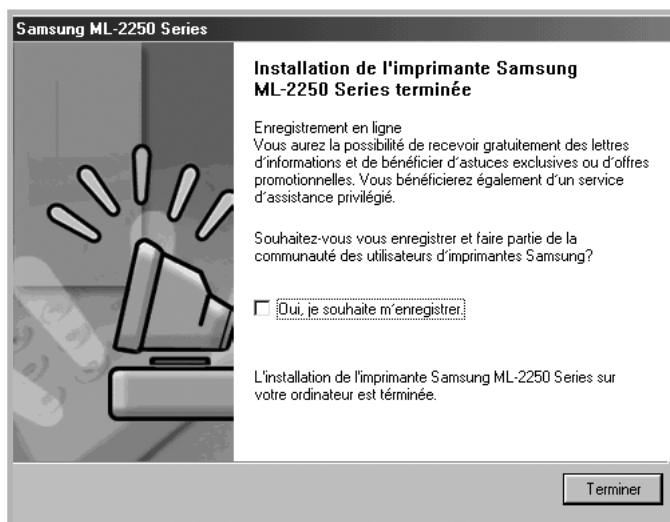 Samsung ML-2250 Series
Installation de l'imprimante Samsung
ML-2250 Series terminée
Enregistrement en ligne
Vous aurez la possibilité de recevoir gratuitement des lettres
d'informations et de bénéficier d'astuces exclusives ou d'offres
promotionnelles. Vous bénéficierez également d'un service
d'assistance privilégié.
Souhaitez-vous vous enregistrer et faire partie de la
communauté des utilisateurs d'imprimantes Samsung?
Oui, je souhaite m'enregistrer.
L'installation de l'imprimante Samsung ML-2250 Series sur
votre ordinateur est términée.
Terminer